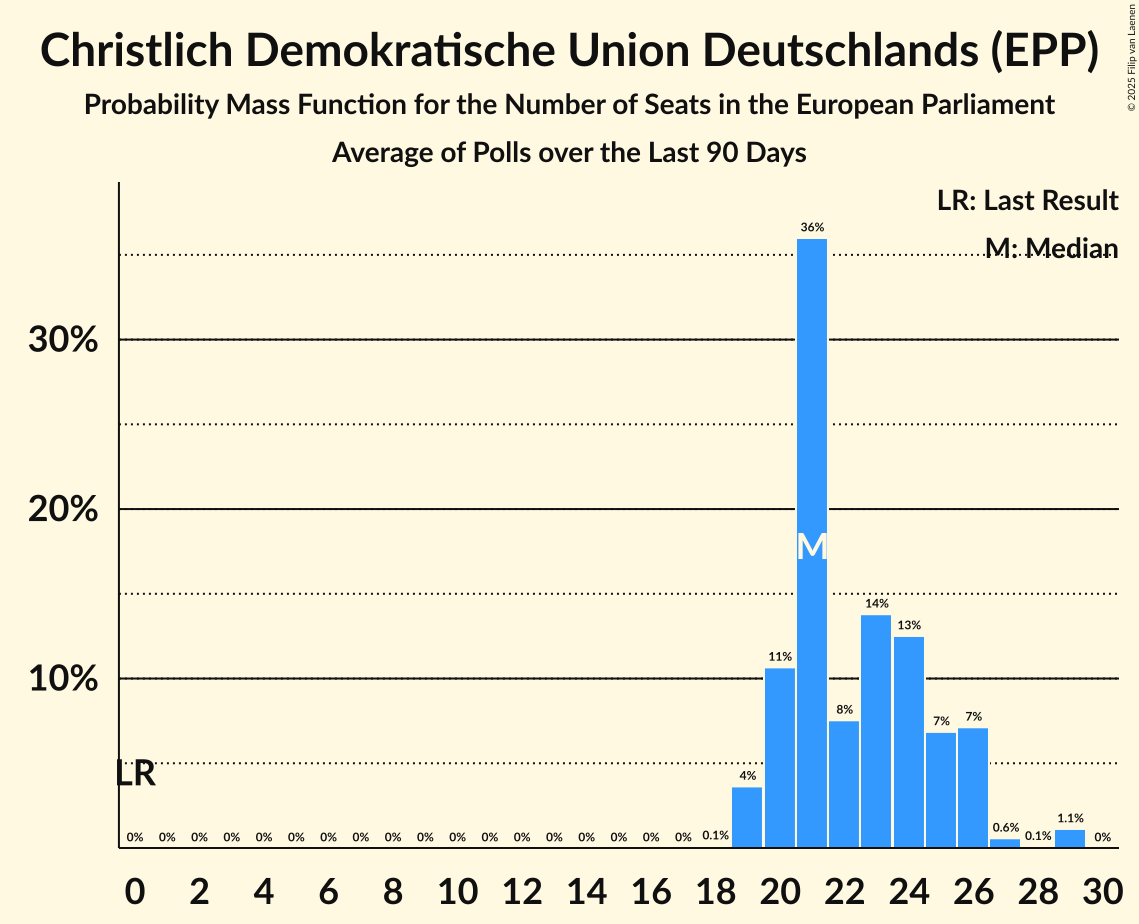 Christlich Demokratische Union Deutschlands (EPP)
Probability Mass Function for the Number of Seats in the European Parliament
Average of Polls over the Last 90 Days
© 2025 Filip van Laenen
LR: Last Result
M: Median
36%
30%
20%
M
14%
13%
11%
10%
8%
7%
7%
LR
4%
0% 0% 0% 0% 0% 0% 0% 0% 0% 0% 0% 0% 0% 0% 0% 0% 0% 0% 0.1% 0.6% 0.1% 1.1% 0%
0 2 4 6 8 10 12 14 16 18 20 22 24 26 28 30